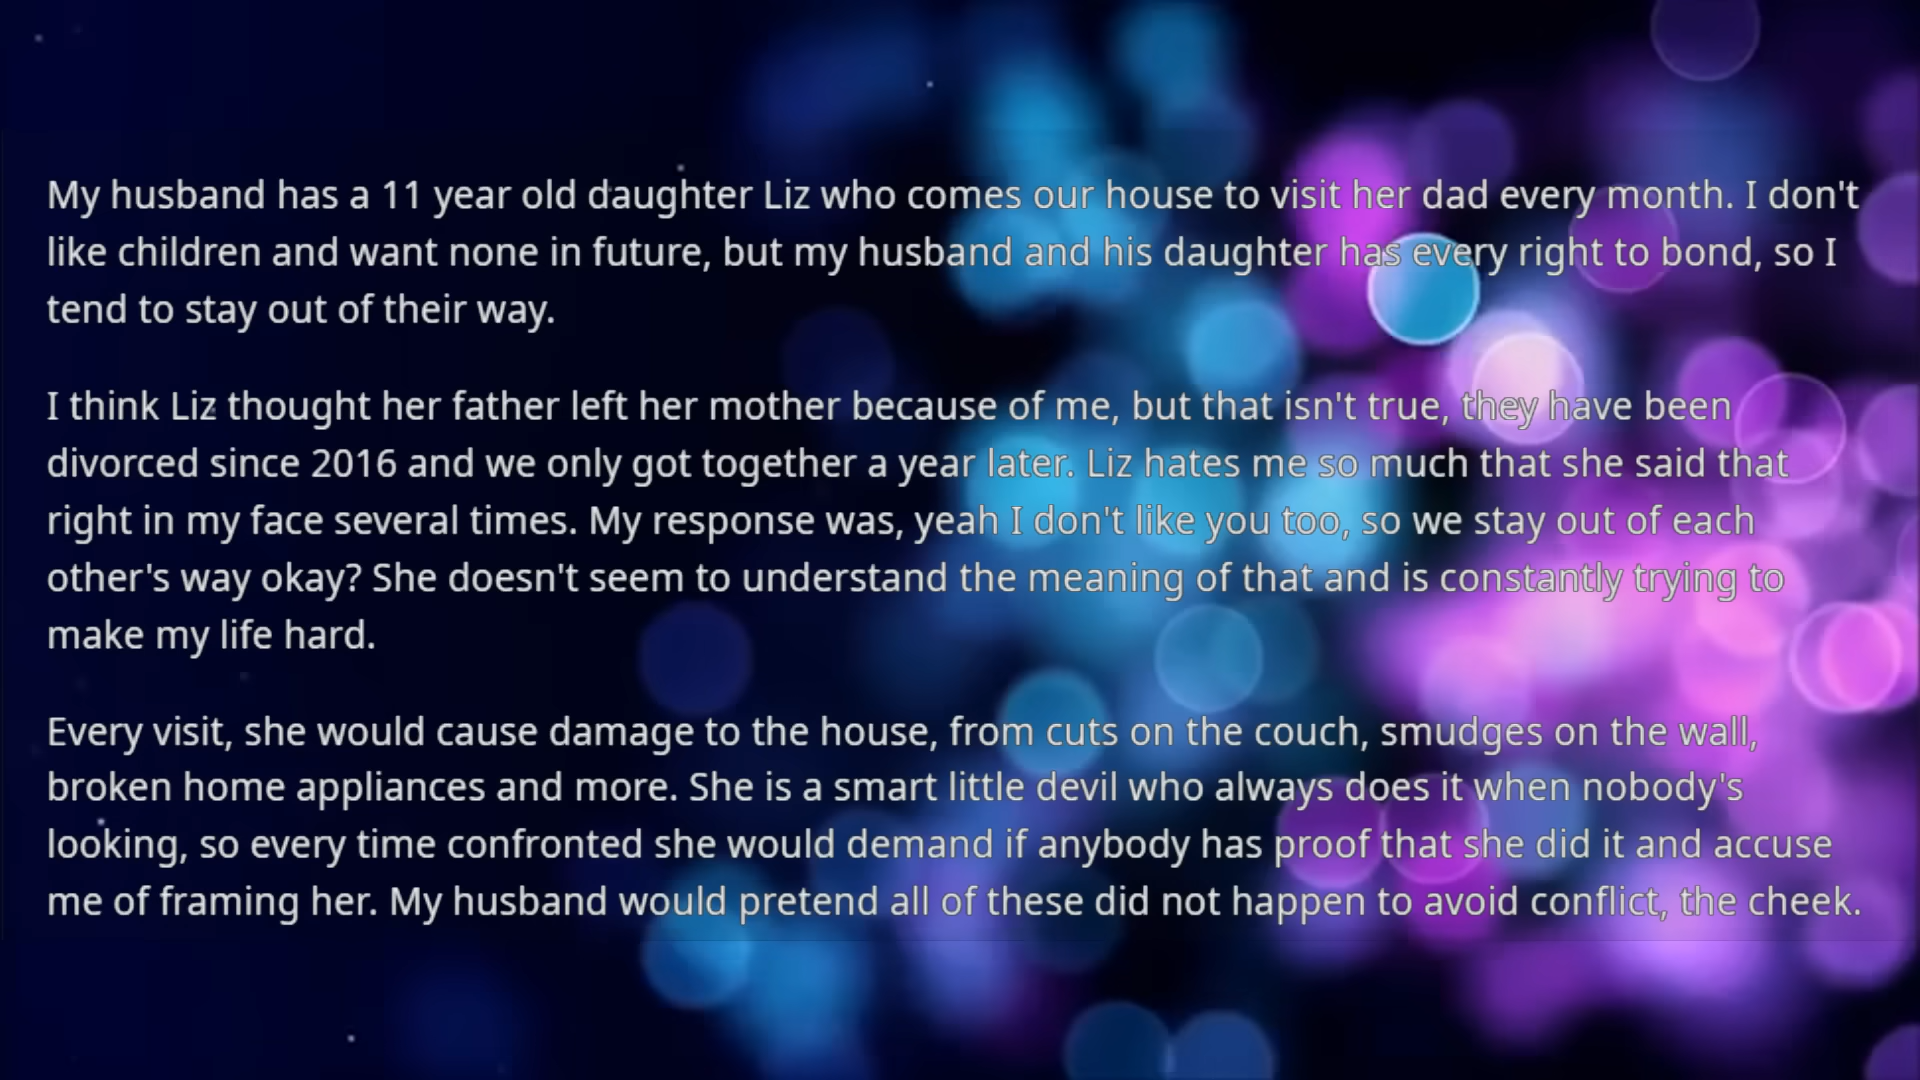 My husband has a 11 year old daughter Liz who comes our house to visit her dad every month. I don't
like children and want none in future, but my husband and his daughter has every right to bond, so I
tend to stay out of their way.
I think Liz thought her father left her mother because of me, but that isn't true, they have been
divorced since 2016 and we only got together a year later. Liz hates me so much that she said that
right in my face several times. My response was, yeah I don't like you too, so we stay out of each
other's way okay? She doesn't seem to understand the meaning of that and is constantly trying to
make my life hard.
Every visit, she would cause damage to the house, from cuts on the couch, smudges on the wall,
broken home appliances and more. She is a smart little devil who always does it when nobody's
looking, so every time confronted she would demand if anybody has proof that she did it and accuse
me of framing her. My husband would pretend all of these did not happen to avoid conflict, the cheek.